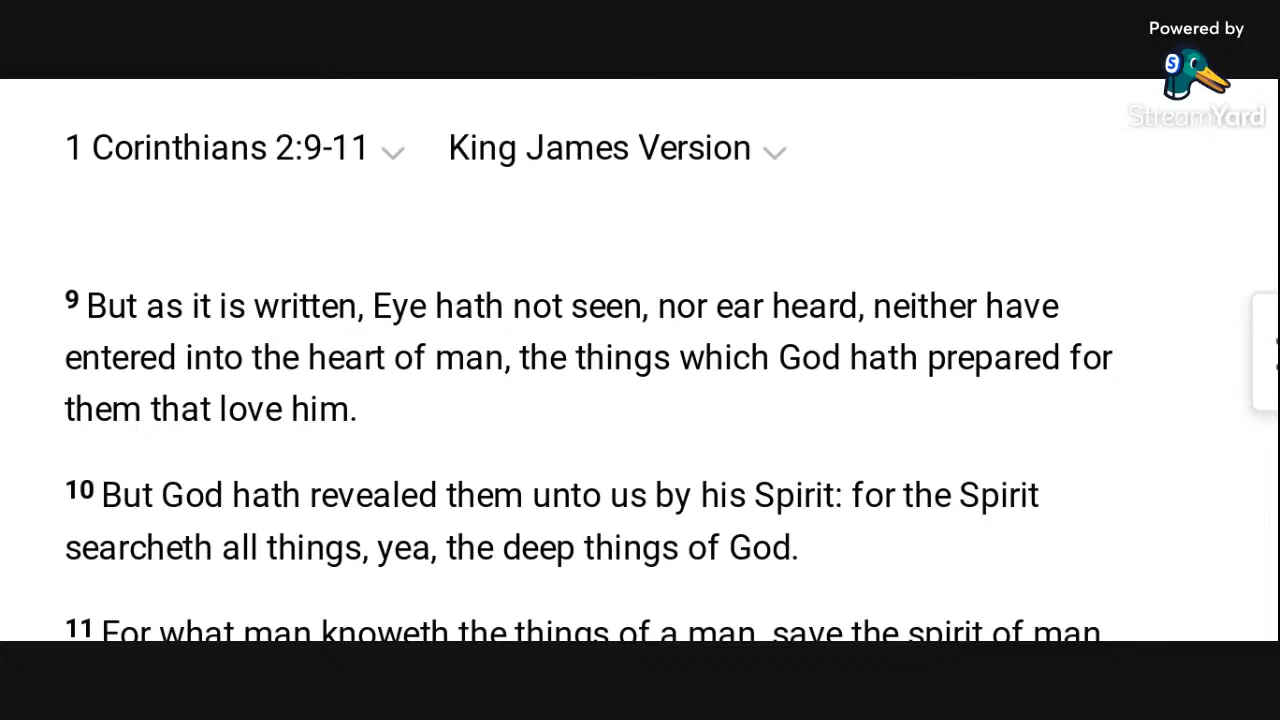 Powered by
S
StreamYard
1 Corinthians 2:9-11 King James Version
9 But as it is written, Eye hath not seen, nor ear heard, neither have
entered into the heart of man, the things which God hath prepared for
them that love him.
10 But God hath revealed them unto us by his Spirit: for the Spirit
searcheth all things, yea, the deep things of God.
11 For what man knoweth the things of a man, save the spirit of man